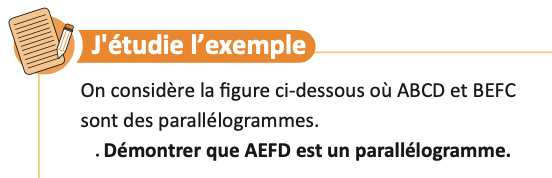 J'étudie l'exemple
On considère la figure ci-dessous où ABCD et BEFC
sont des parallélogrammes.
. Démontrer que AEFD est un parallélogramme.